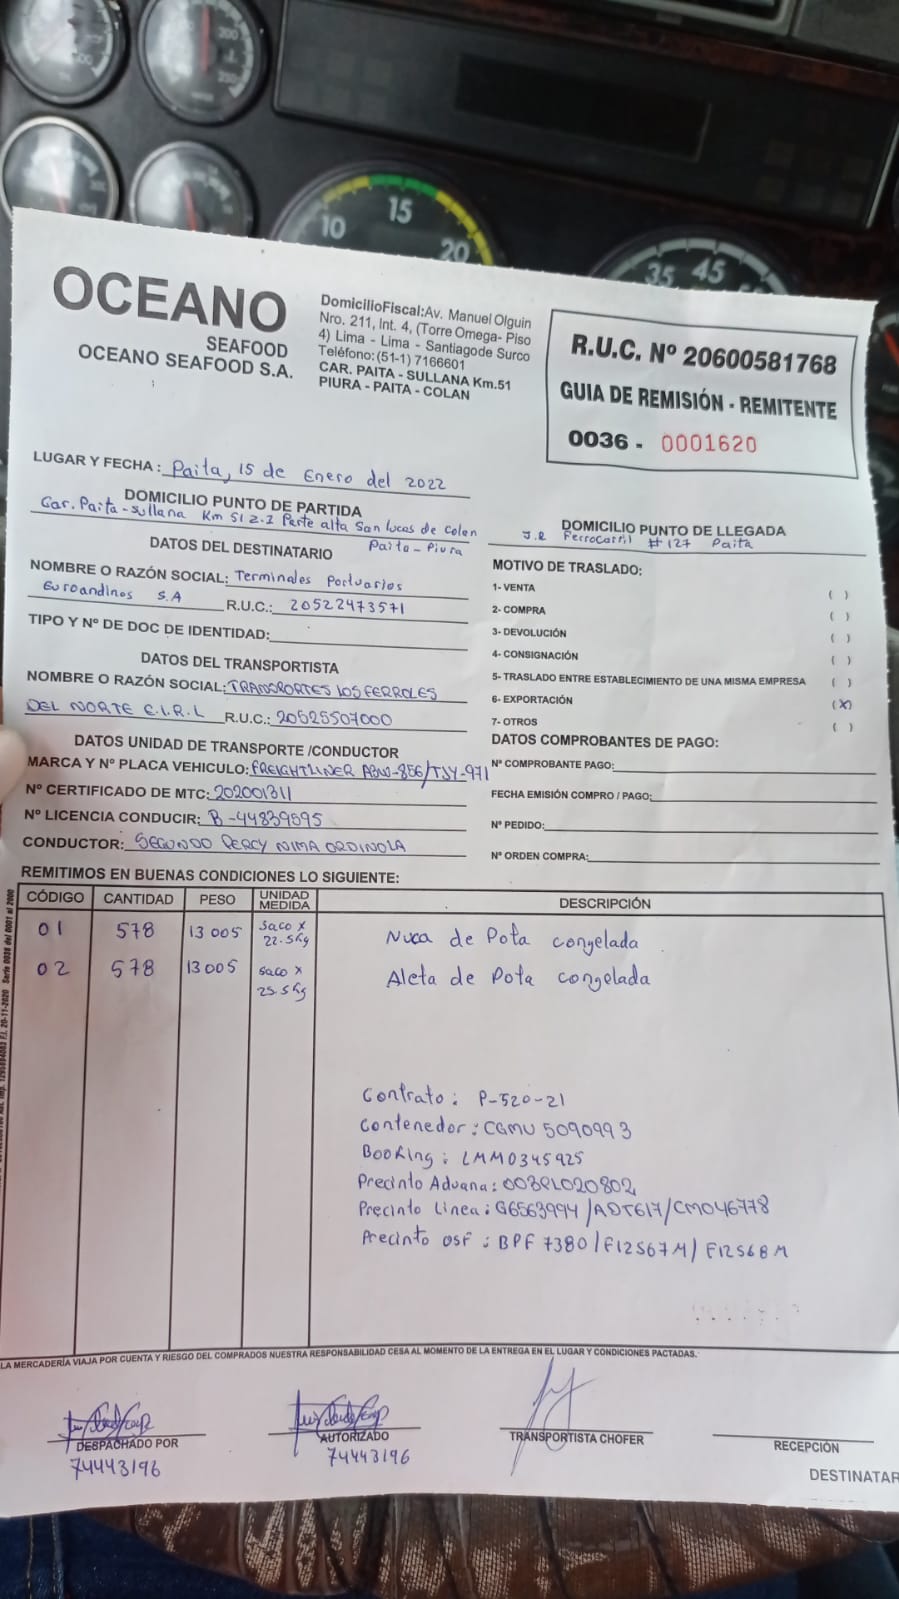 OCEANO
SEAFOOD
OCEANO SEAFOOD S.A.
DomicilioFiscal:Av. Manuel Olguin
Nro. 211, Int. 4, (Torre Omega- Piso
4) Lima - Lima - Santiagode Surco
Teléfono:(51-1) 7166601
CAR. PAITA - SULLANA Km.51
PIURA - PAITA - COLAN
R.U.C. Nº 20600581768
GUIA DE REMISIÓN - REMITENTE
0036 - 0001620
LUGAR Y FECHA: Paita, 15 de Enero del 2022
DOMICILIO PUNTO DE PARTIDA
Car. Paita-Sullana Km 51 Z.I Parte alta San Lucas de Colan
Paita-Piura
DOMICILIO PUNTO DE LLEGADA
J.R Ferrocarril #127 Paita
DATOS DEL DESTINATARIO
NOMBRE O RAZÓN SOCIAL: Terminales Portuarios
Euroandinos S.A R.U.C.: 20522473571
TIPO Y Nº DE DOC DE IDENTIDAD:
DATOS DEL TRANSPORTISTA
NOMBRE O RAZÓN SOCIAL: TRANSPORTES LOS FERROLES
DEL NORTE E.I.R.L R.U.C.: 20525507000
DATOS UNIDAD DE TRANSPORTE /CONDUCTOR
MARCA Y Nº PLACA VEHICULO: FREIGHTLINER ABW-856/TJY-971
Nº CERTIFICADO DE MTC: 202001311
Nº LICENCIA CONDUCIR: B-44839595
CONDUCTOR: SEGUNDO PERCY NIMA ORDINOLA
MOTIVO DE TRASLADO:
1- VENTA ( )
2- COMPRA ( )
3- DEVOLUCIÓN ( )
4- CONSIGNACIÓN ( )
5- TRASLADO ENTRE ESTABLECIMIENTO DE UNA MISMA EMPRESA ( )
6- EXPORTACIÓN (X)
7- OTROS ( )
DATOS COMPROBANTES DE PAGO:
Nº COMPROBANTE PAGO:
FECHA EMISIÓN COMPRO / PAGO:
Nº PEDIDO:
Nº ORDEN COMPRA:
REMITIMOS EN BUENAS CONDICIONES LO SIGUIENTE:
CÓDIGO CANTIDAD PESO UNIDAD MEDIDA DESCRIPCIÓN
01 578 13005 saco x 22.5kg Nuca de Pota congelada
02 578 13005 saco x 25.5kg Aleta de Pota congelada
Contrato: P-520-21
Contenedor: CGMU 5090993
Booking: LMM0345925
Precinto Aduana: 003PL020802
Precinto Linea: G6563994/ADT617/CM046778
Precinto OSF: BPF 7380/F12S67M/F12S68M
LA MERCADERÍA VIAJA POR CUENTA Y RIESGO DEL COMPRADOS NUESTRA RESPONSABILIDAD CESA AL MOMENTO DE LA ENTREGA EN EL LUGAR Y CONDICIONES PACTADAS.
DESPACHADO POR
74443196
AUTORIZADO
74443196
TRANSPORTISTA CHOFER
RECEPCIÓN
DESTINATAR
10 15 20
35 45